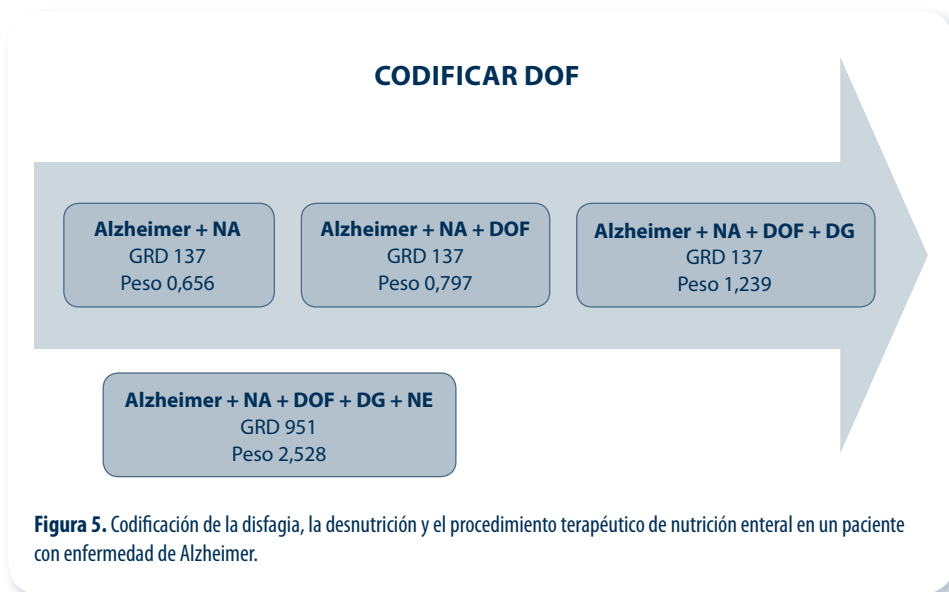 CODIFICAR DOF
Alzheimer + NA
GRD 137
Peso 0,656
Alzheimer + NA + DOF
GRD 137
Peso 0,797
Alzheimer + NA + DOF + DG
GRD 137
Peso 1,239
Alzheimer + NA + DOF + DG + NE
GRD 951
Peso 2,528
Figura 5. Codificación de la disfagia, la desnutrición y el procedimiento terapéutico de nutrición enteral en un paciente
con enfermedad de Alzheimer.